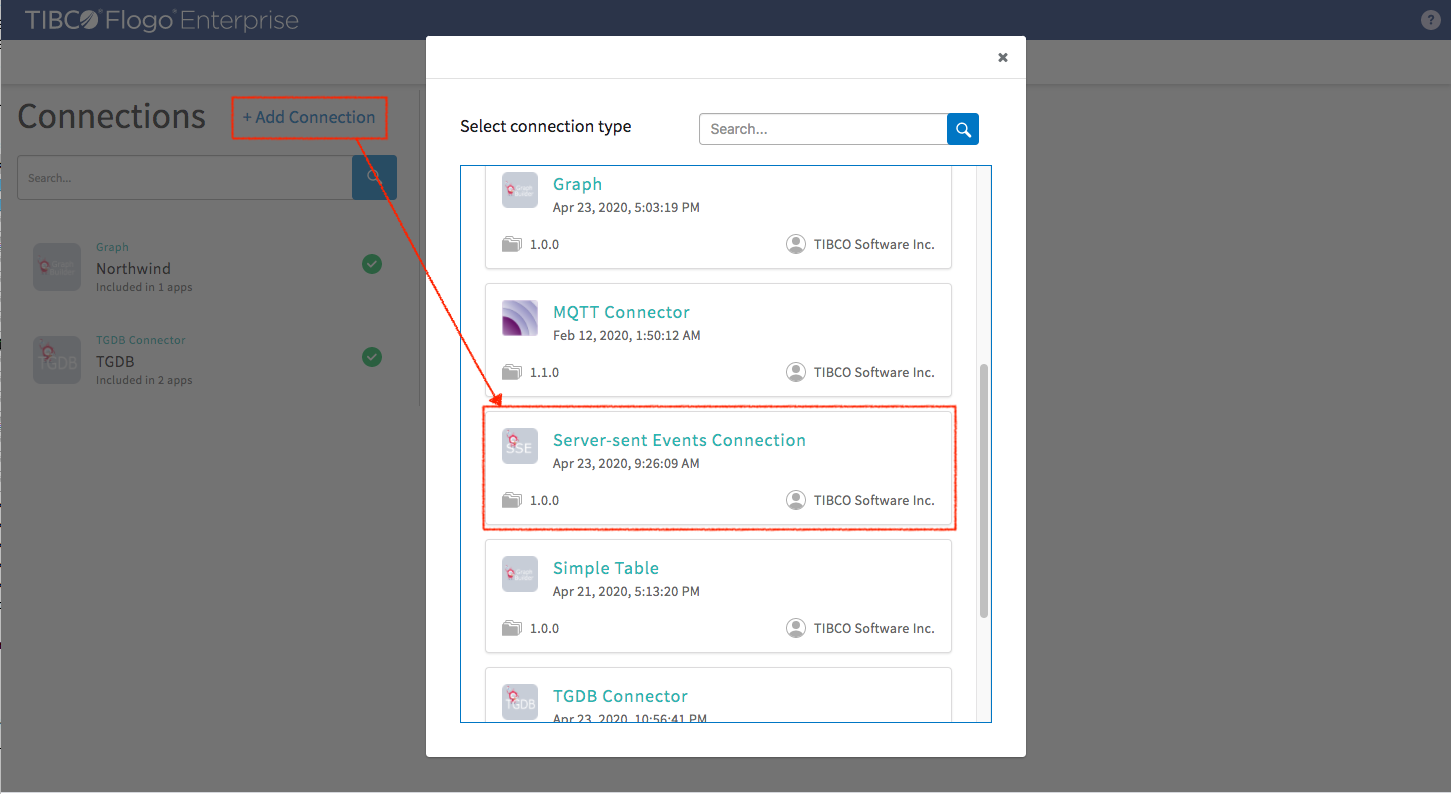 TIBCO® Flogo® Enterprise
?
Connections
+ Add Connection
Search...
Graph
Northwind
Included in 1 apps
TGDB
TGDB Connector
TGDB
Included in 2 apps
Select connection type
Search...
Graph
Apr 23, 2020, 5:03:19 PM
1.0.0
TIBCO Software Inc.
MQTT Connector
Feb 12, 2020, 1:50:12 AM
1.1.0
TIBCO Software Inc.
SSE
Server-sent Events Connection
Apr 23, 2020, 9:26:09 AM
1.0.0
TIBCO Software Inc.
Simple Table
Apr 21, 2020, 5:13:20 PM
1.0.0
TIBCO Software Inc.
TGDB
TGDB Connector
Apr 23, 2020, 10:56:41 PM